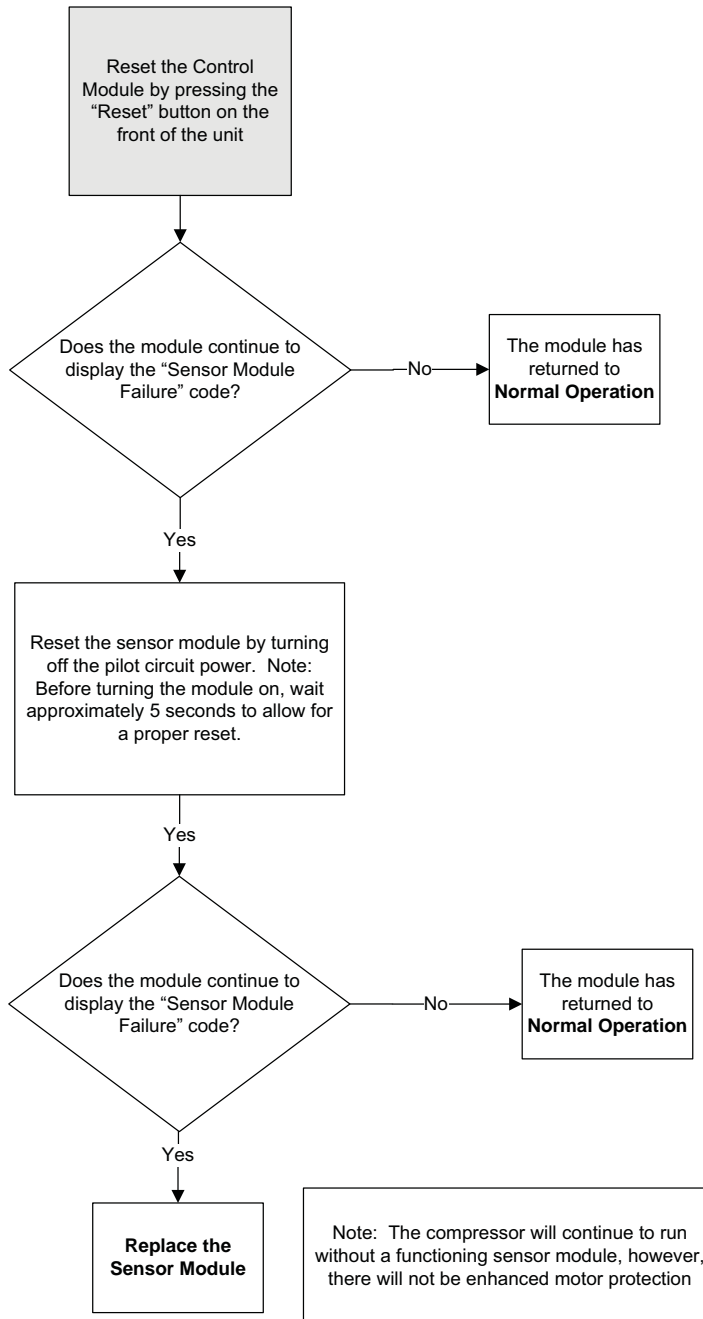 Reset the Control
Module by pressing the
“Reset” button on the
front of the unit
Does the module continue to
display the “Sensor Module
Failure” code?
No
The module has
returned to
Normal Operation
Yes
Reset the sensor module by turning
off the pilot circuit power.  Note:
Before turning the module on, wait
approximately 5 seconds to allow for
a proper reset.
Yes
Does the module continue to
display the “Sensor Module
Failure” code?
No
The module has
returned to
Normal Operation
Yes
Replace the
Sensor Module
Note:  The compressor will continue to run
without a functioning sensor module, however,
there will not be enhanced motor protection